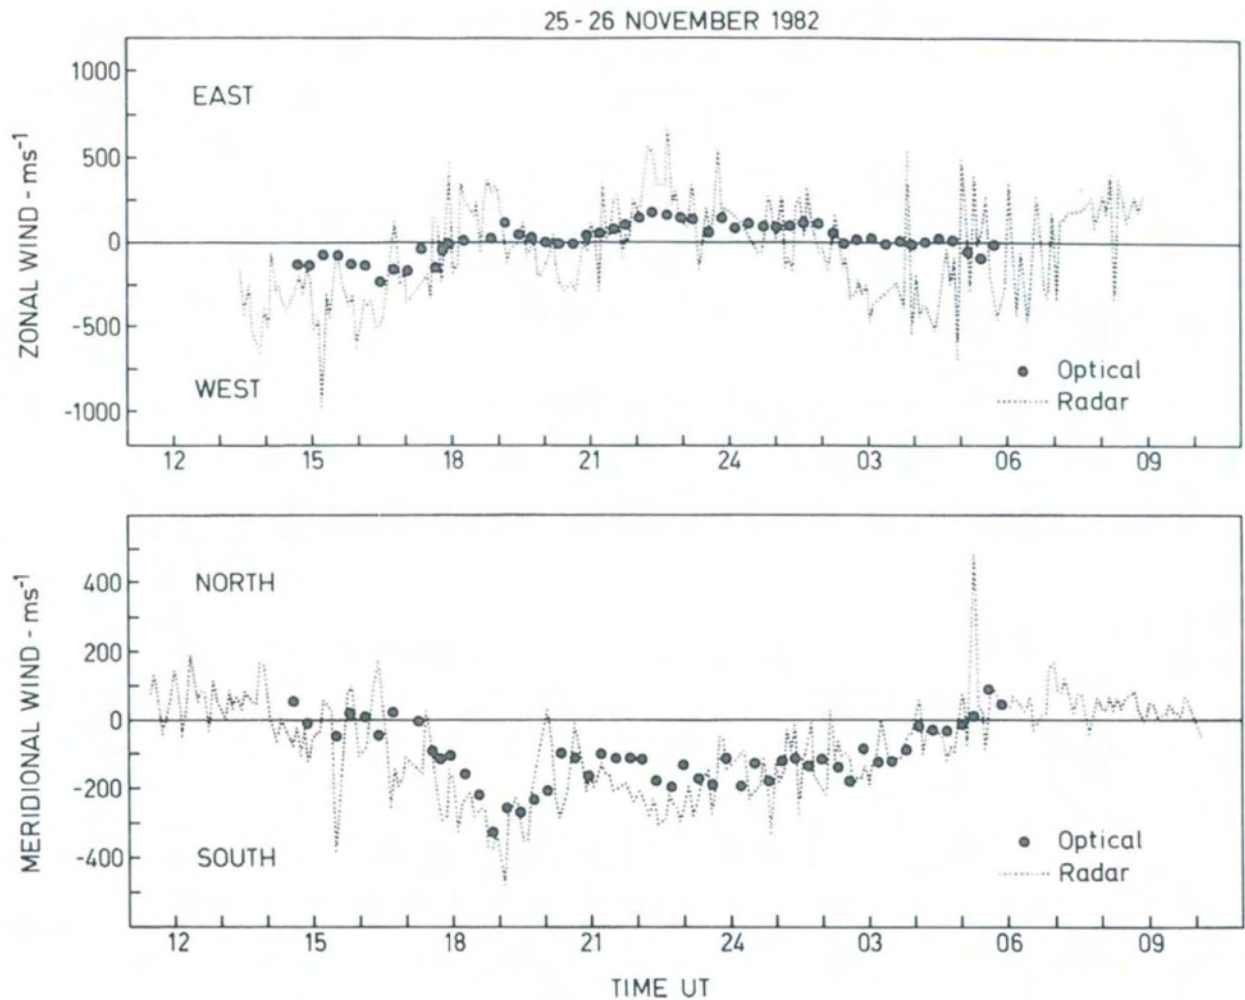 25-26 NOVEMBER 1982
ZONAL WIND - ms⁻¹
1000
500
0
-500
-1000
EAST
WEST
Optical
Radar
12 15 18 21 24 03 06 09
MERIDIONAL WIND - ms⁻¹
400
200
0
-200
-400
NORTH
SOUTH
Optical
Radar
12 15 18 21 24 03 06 09
TIME UT